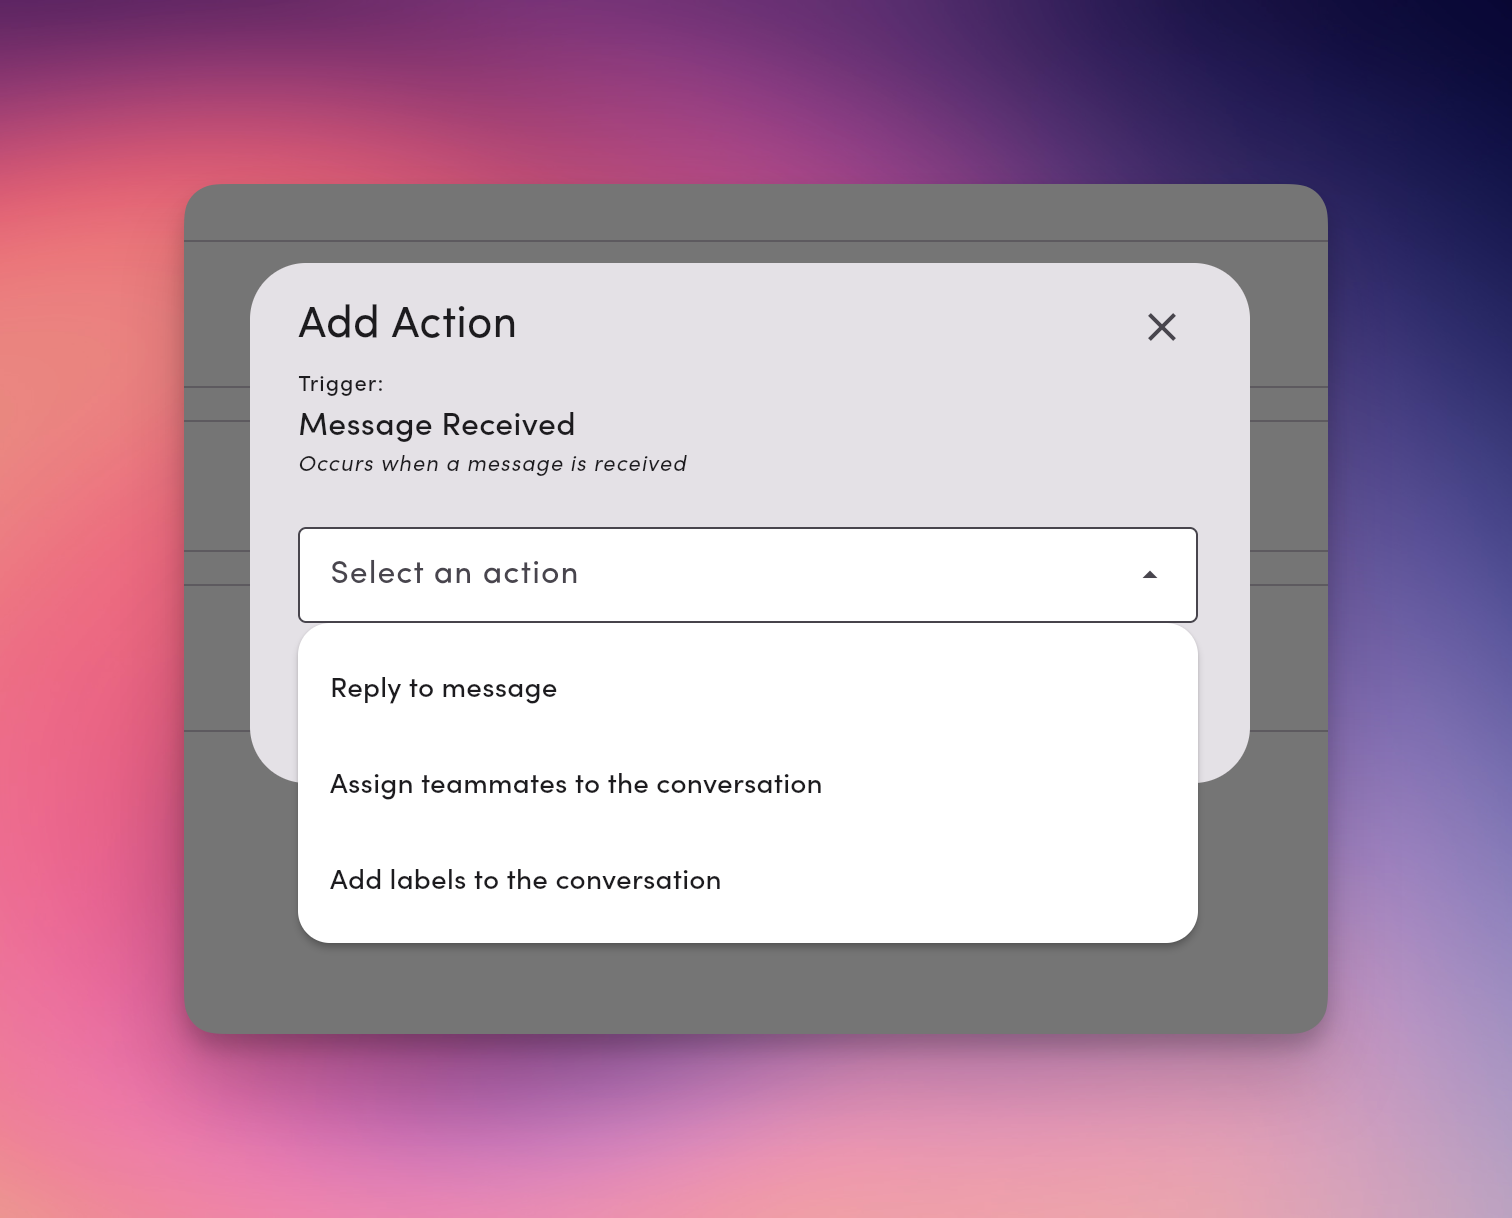 Add Action
Trigger:
Message Received
Occurs when a message is received
Select an action
Reply to message
Assign teammates to the conversation
Add labels to the conversation